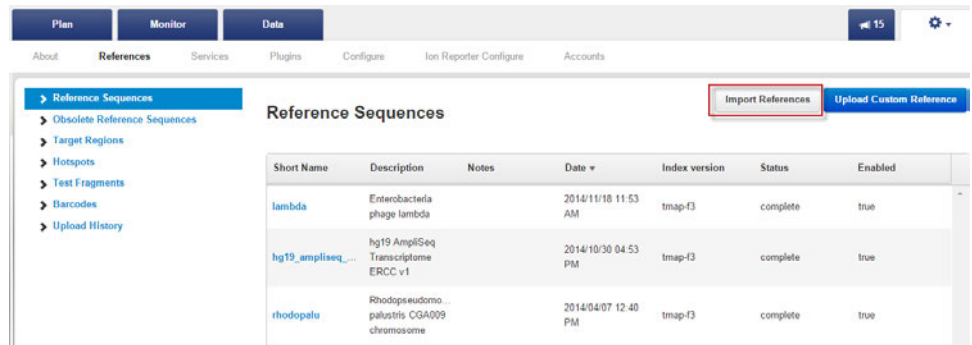 Plan Monitor Data 15
About References Services Plugins Configure Ion Reporter Configure Accounts
Reference Sequences
Obsolete Reference Sequences
Target Regions
Hotspots
Test Fragments
Barcodes
Upload History
Reference Sequences
Import References Upload Custom Reference
Short Name Description Notes Date Index version Status Enabled
lambda Enterobacteria phage lambda 2014/11/18 11:53 AM tmap-f3 complete true
hg19_ampliseq_... hg19 AmpliSeq Transcriptome ERCC v1 2014/10/30 04:53 PM tmap-f3 complete true
rhodopalu Rhodopseudomo... palustris CGA009 chromosome 2014/04/07 12:40 PM tmap-f3 complete true